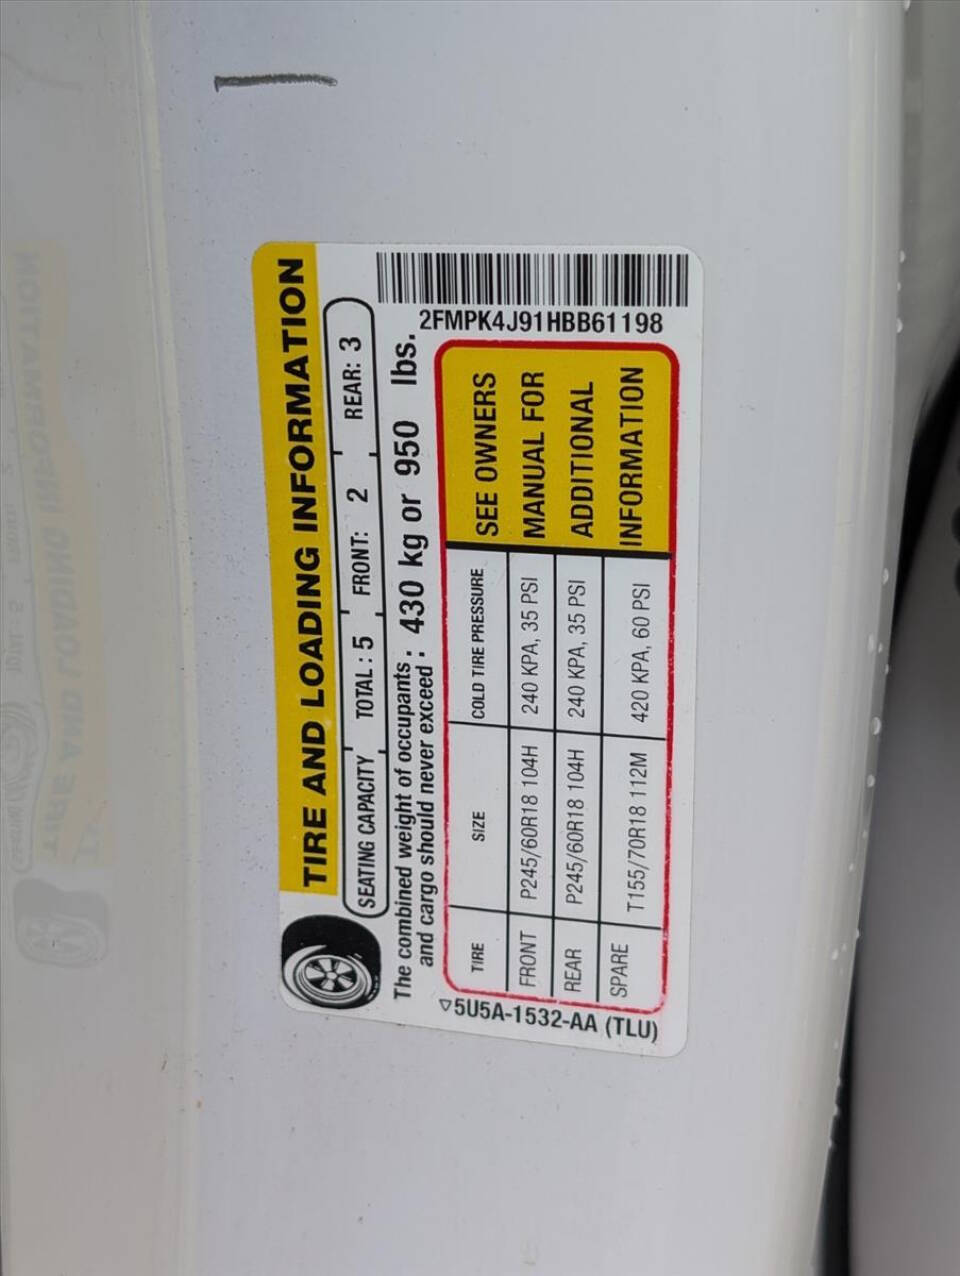 TIRE AND LOADING INFORMATION
SEATING CAPACITY TOTAL : 5 FRONT: 2 REAR: 3
The combined weight of occupants and cargo should never exceed : 430 kg or 950 lbs.
2FMPK4J91HBB61198
TIRE SIZE COLD TIRE PRESSURE
FRONT P245/60R18 104H 240 KPA, 35 PSI
REAR P245/60R18 104H 240 KPA, 35 PSI
SPARE T155/70R18 112M 420 KPA, 60 PSI
SEE OWNERS
MANUAL FOR
ADDITIONAL
INFORMATION
▽5U5A-1532-AA (TLU)